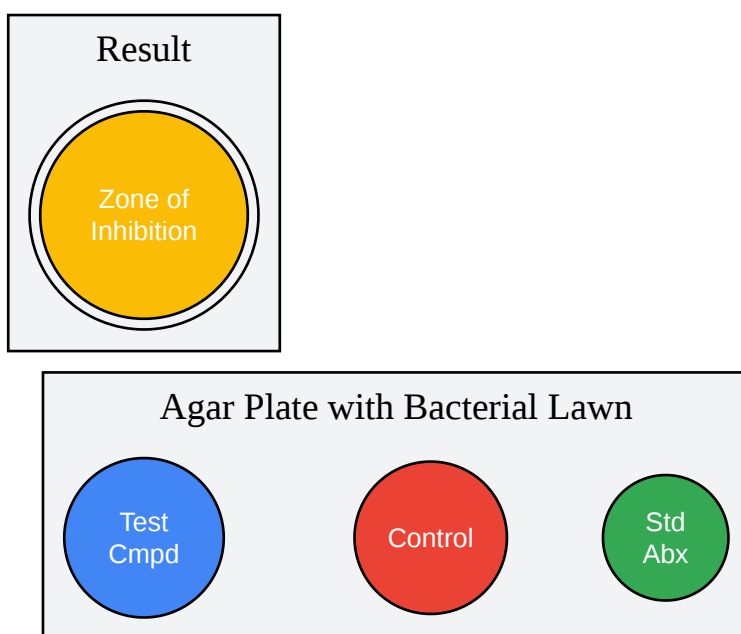 Result
Zone of
Inhibition
Agar Plate with Bacterial Lawn
Test
Cmpd
Control
Std
Abx